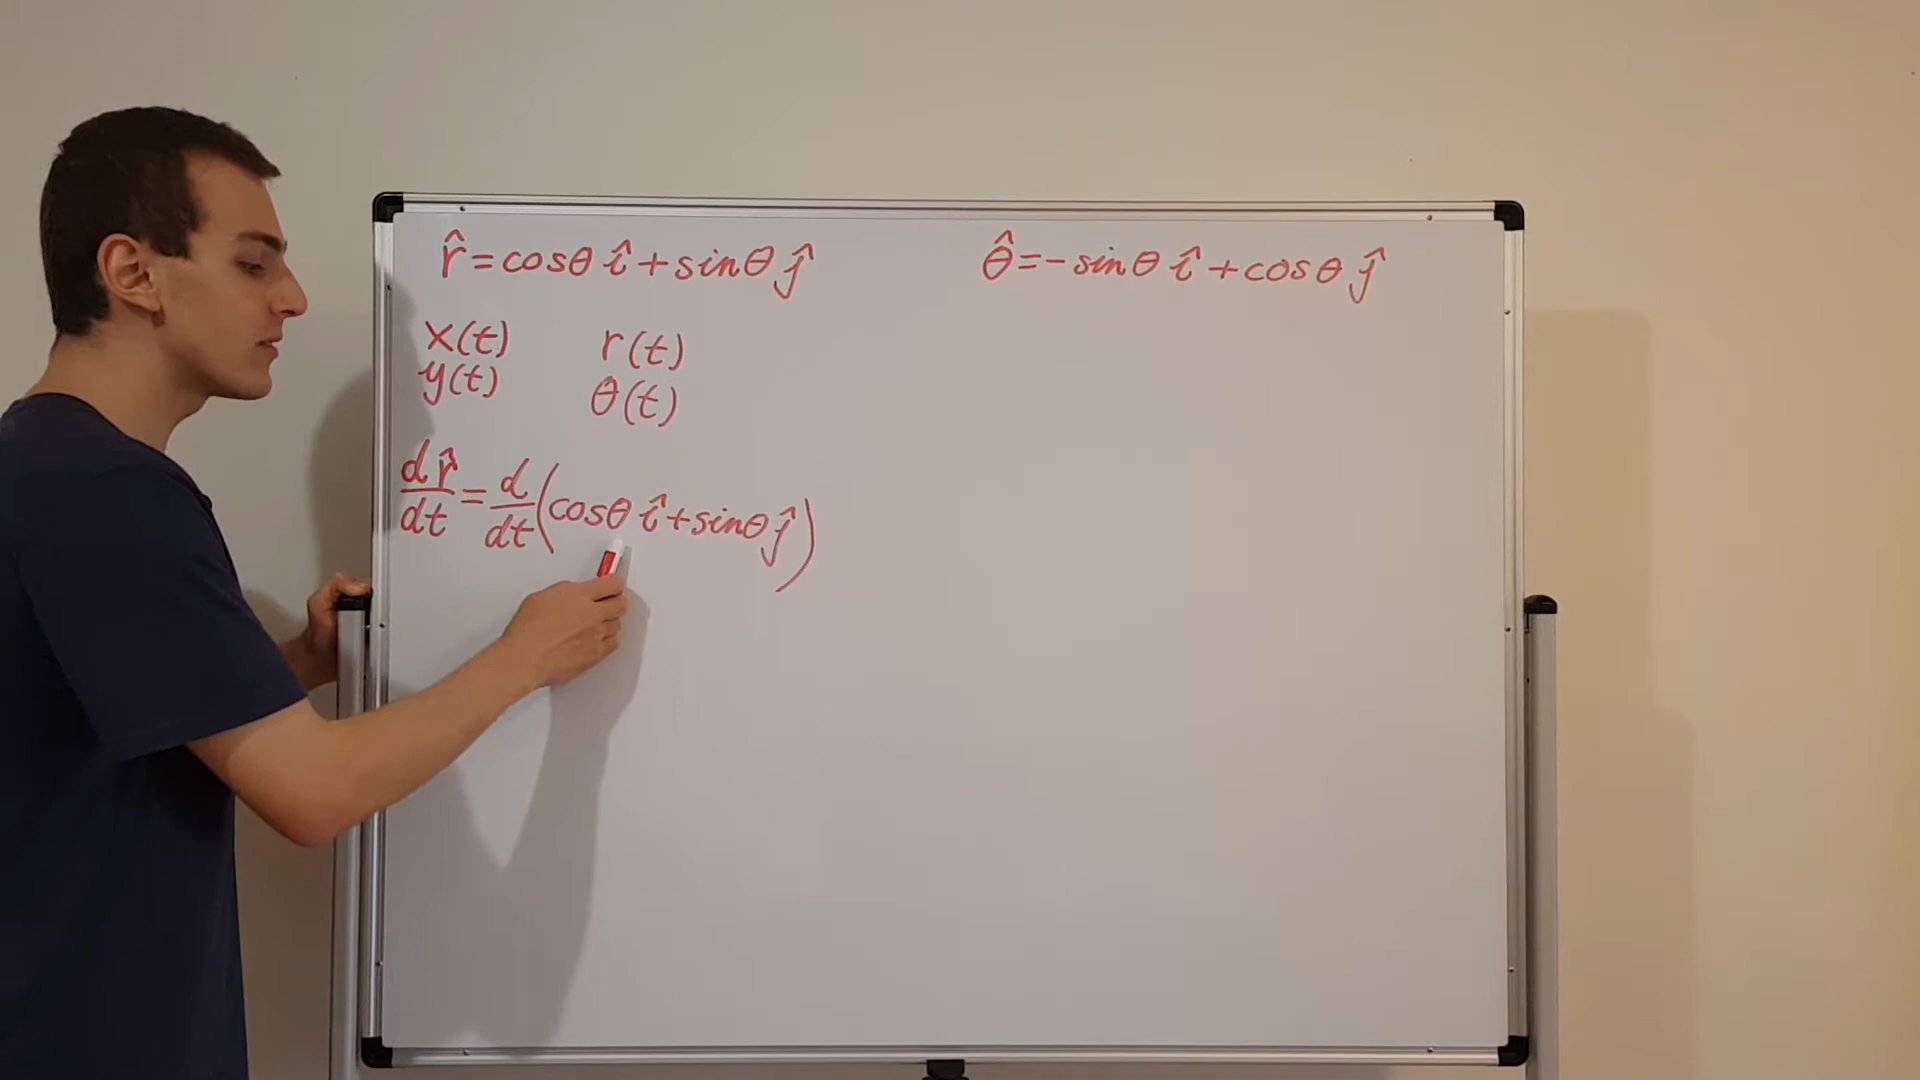 r̂ = cosθ î + sinθ ĵ
θ̂ = -sinθ î + cosθ ĵ
x(t)
y(t)
r(t)
θ(t)
dr̂/dt = d/dt (cosθ î + sinθ ĵ)